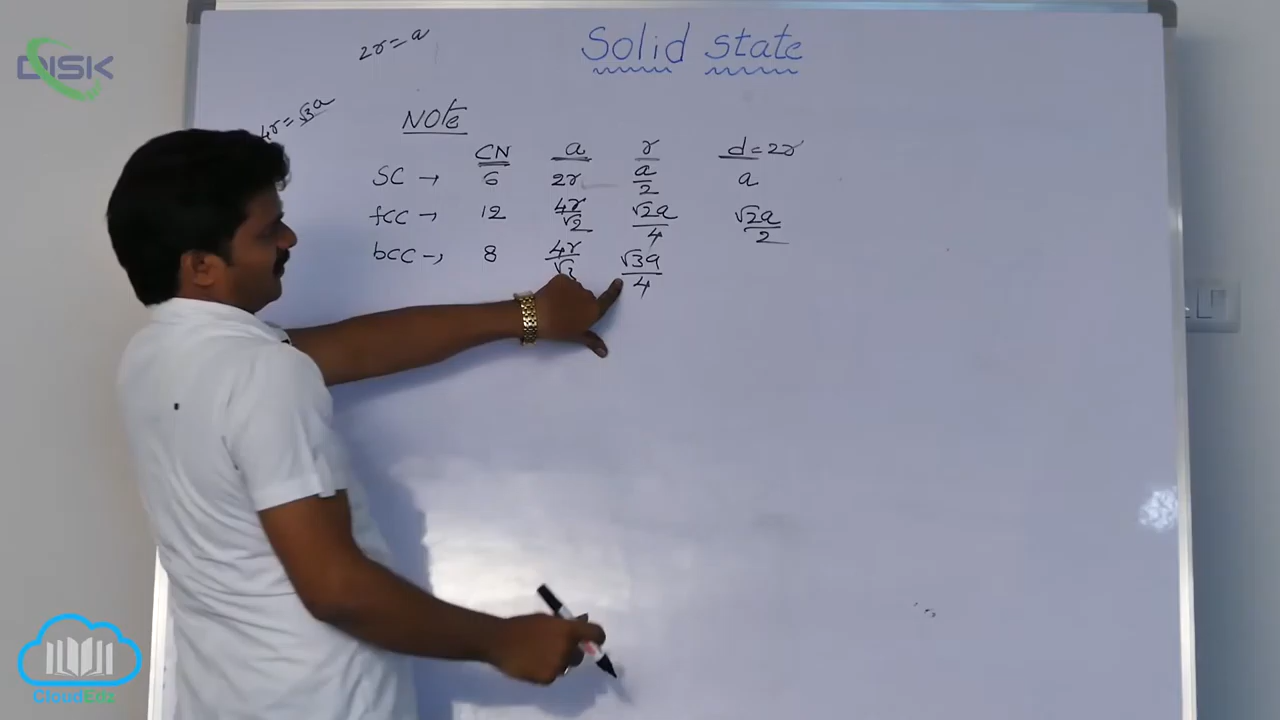 DISK
2r = a
Solid state
4r = √3a
NOte
CN a r d = 2r
SC → 6 2r a/2 a
fCC → 12 4r/√2 √2a/4 √2a/2
bCC → 8 4r/√3 √3a/4
CloudEdz